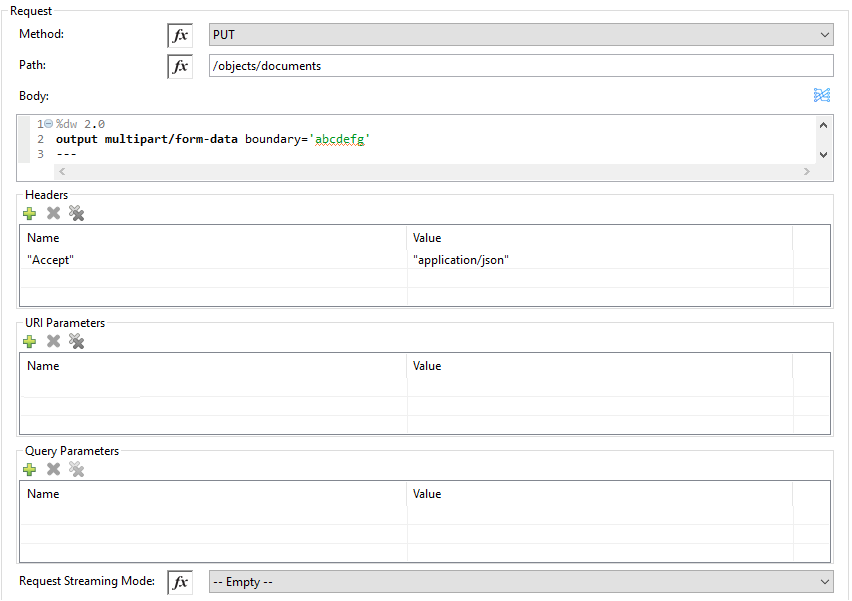 Request
Method:
fx
PUT
Path:
fx
/objects/documents
Body:
1 %dw 2.0
2 output multipart/form-data boundary='abcdefg'
3 ---
Headers
Name Value
"Accept" "application/json"
URI Parameters
Name Value
Query Parameters
Name Value
Request Streaming Mode:
fx
-- Empty --